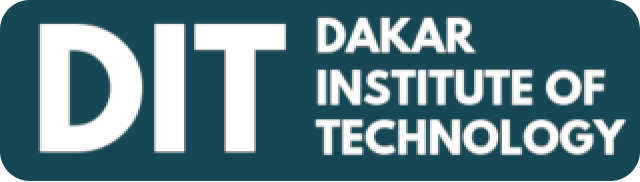 DIT
DAKAR
INSTITUTE OF
TECHNOLOGY